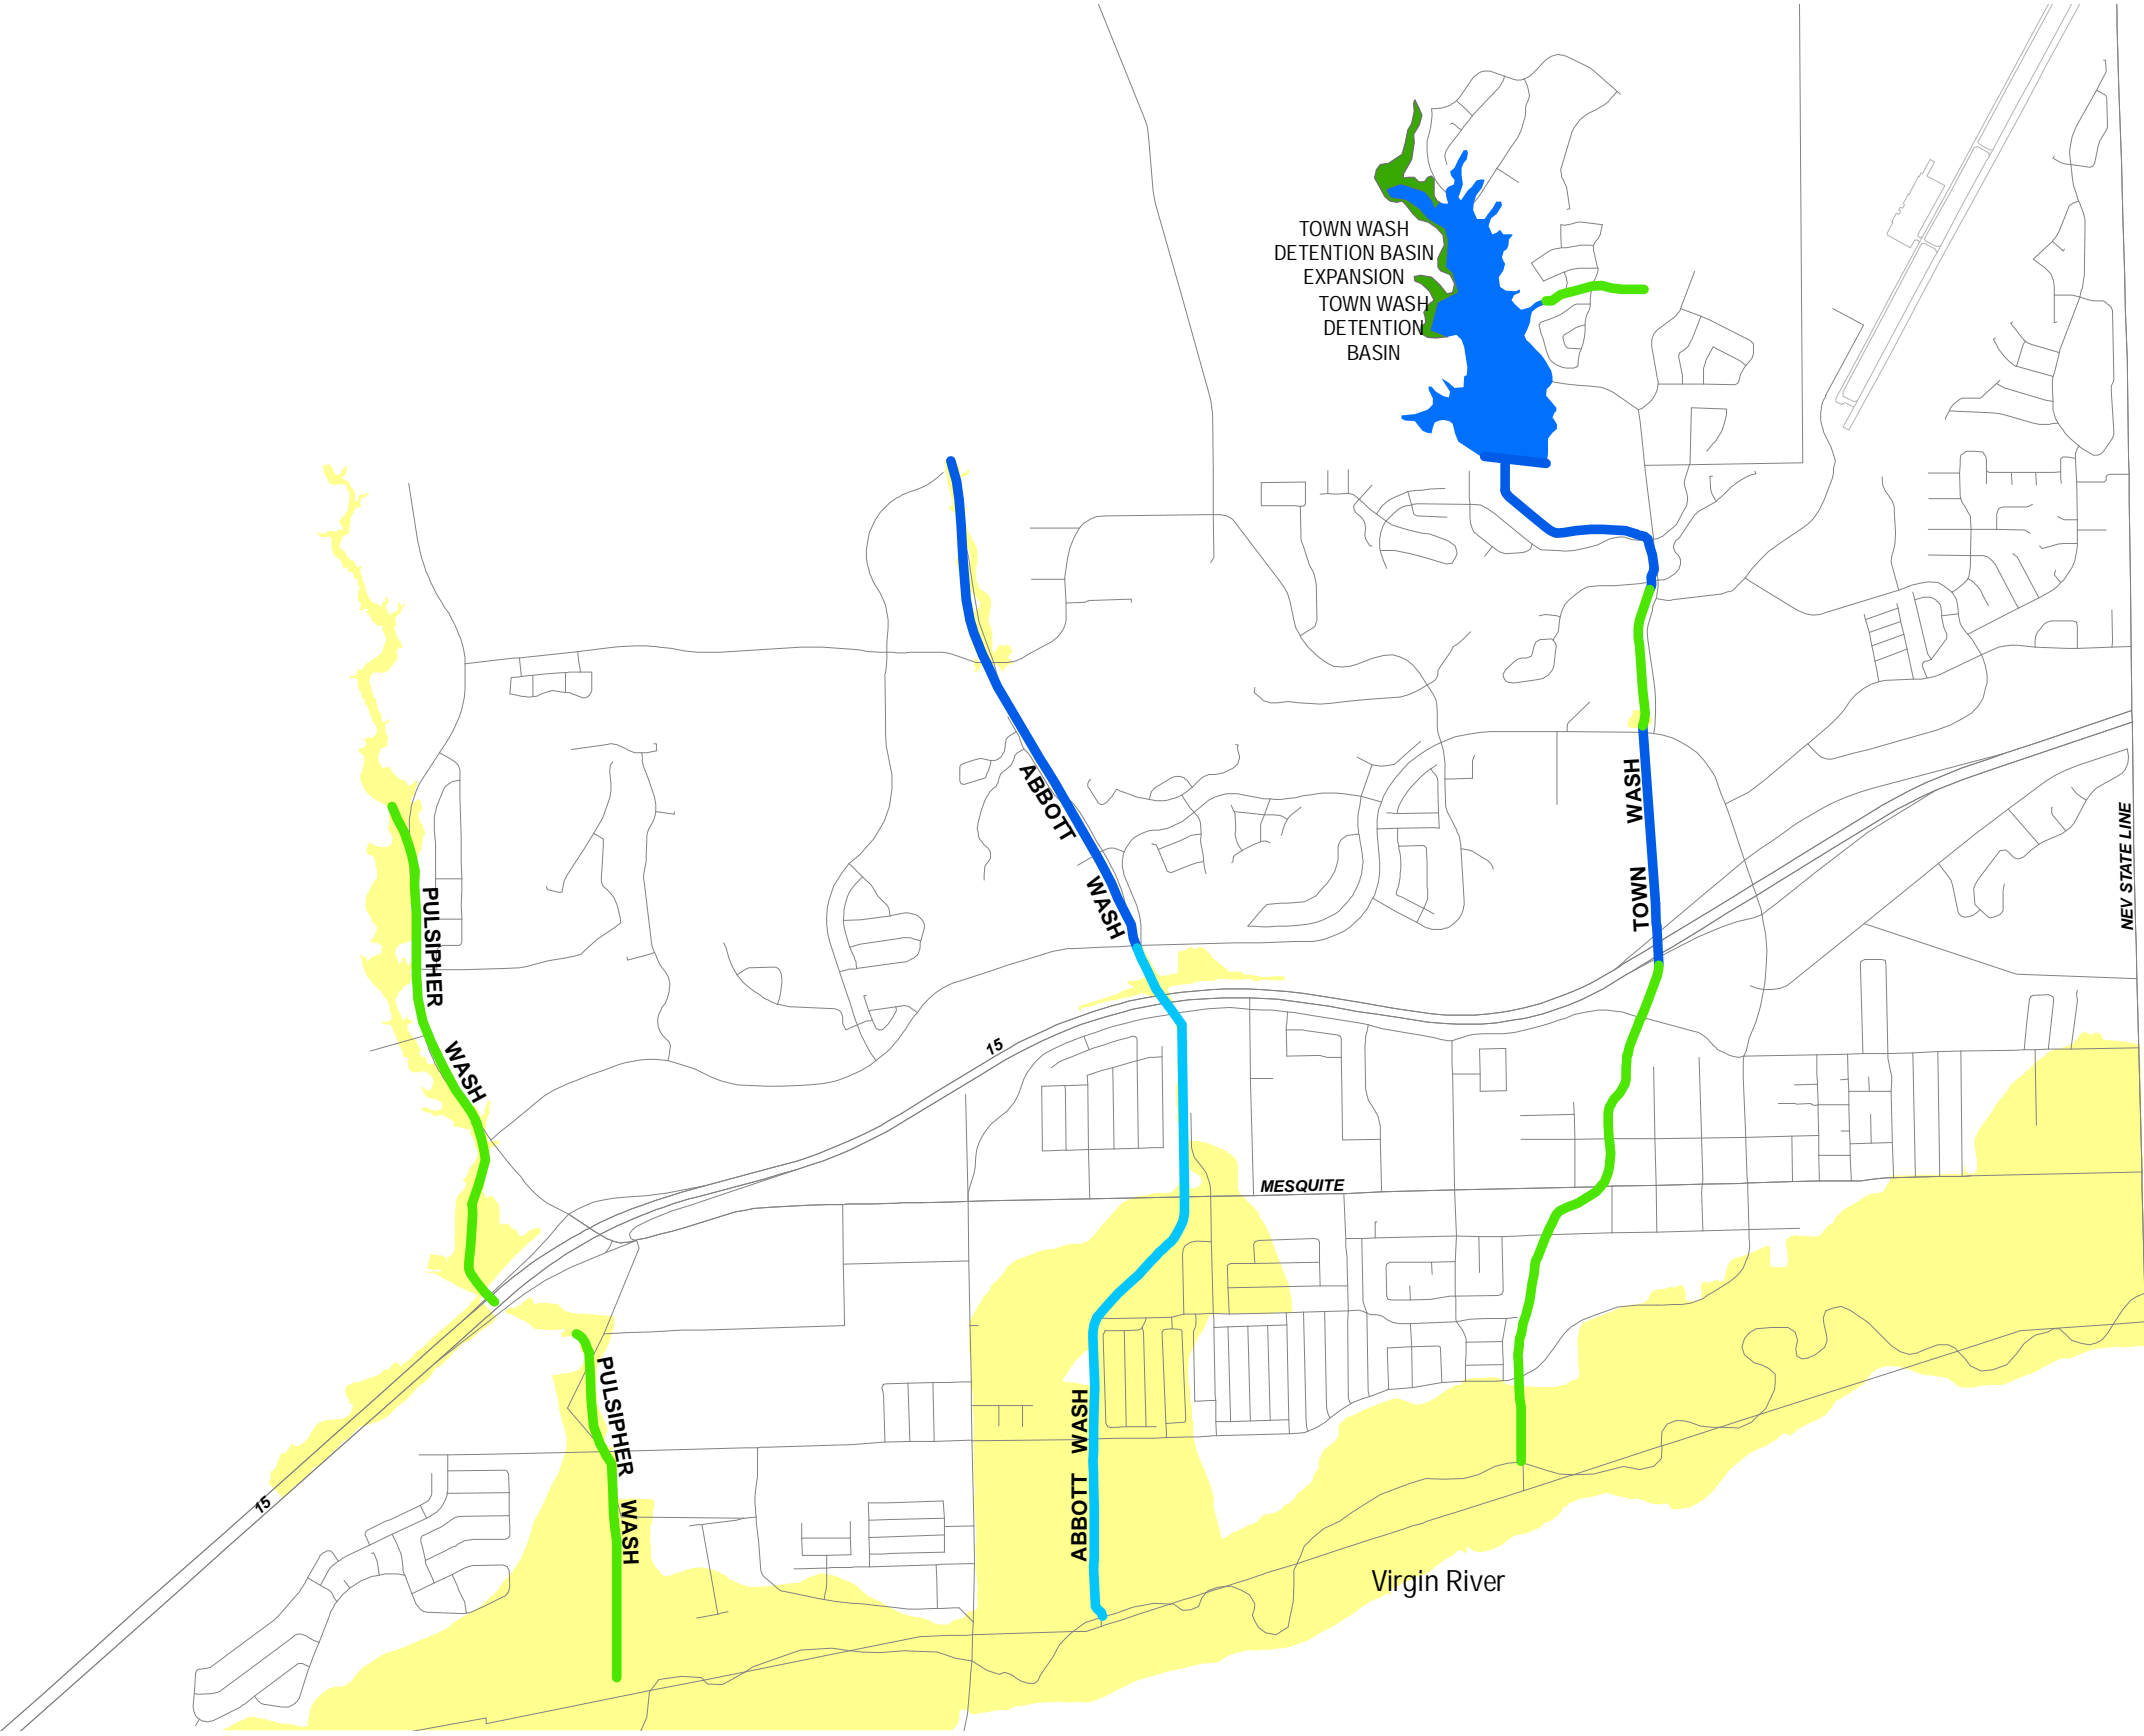 TOWN WASH
DETENTION BASIN
EXPANSION
TOWN WASH
DETENTION
BASIN
ABBOTT WASH
TOWN WASH
NEV STATE LINE
PULSIPHER WASH
15
MESQUITE
PULSIPHER WASH
ABBOTT WASH
15
Virgin River